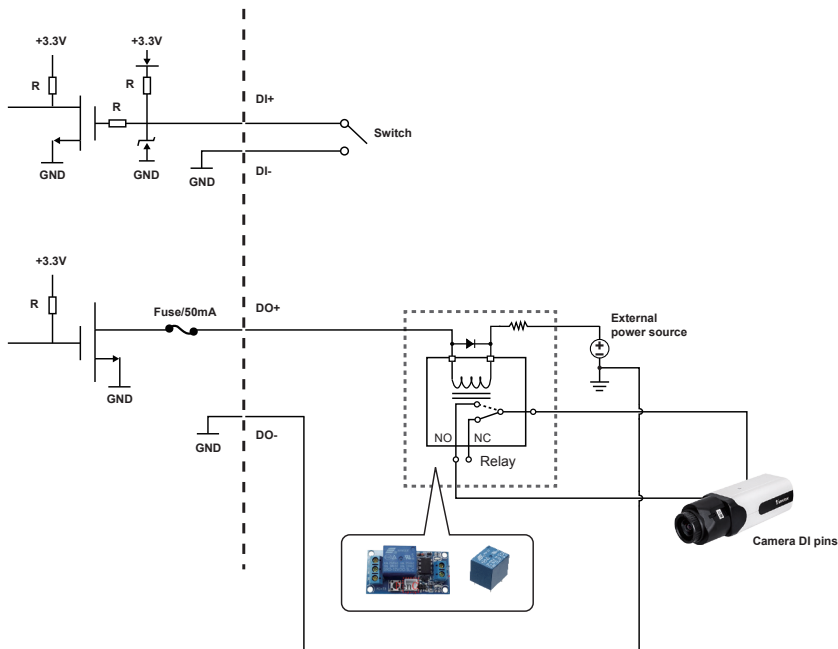 +3.3V
+3.3V
R
R
R
DI+
Switch
GND
GND
GND
DI-
+3.3V
R
Fuse/50mA
DO+
External
power source
GND
GND
DO-
NO
NC
Relay
Camera DI pins